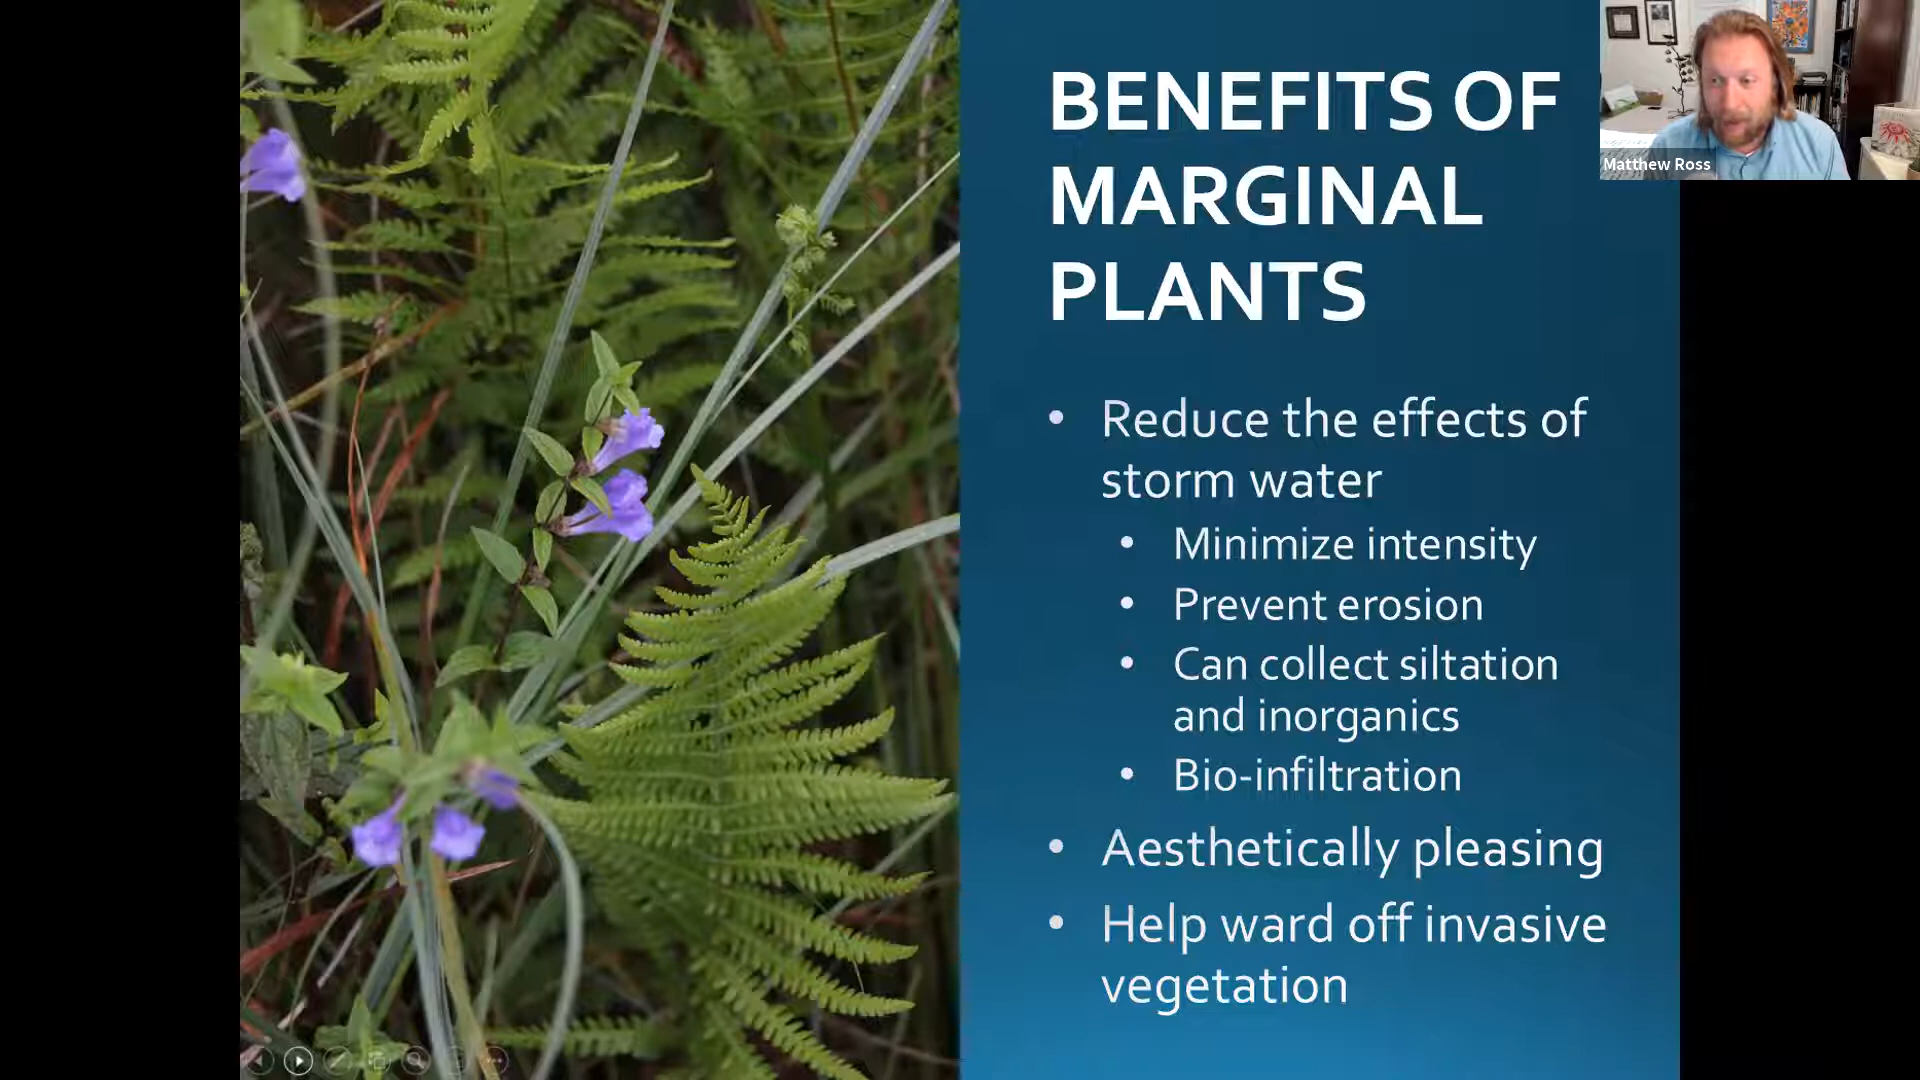 BENEFITS OF
MARGINAL
PLANTS
Matthew Ross
• Reduce the effects of
storm water
• Minimize intensity
• Prevent erosion
• Can collect siltation
and inorganics
• Bio-infiltration
• Aesthetically pleasing
• Help ward off invasive
vegetation